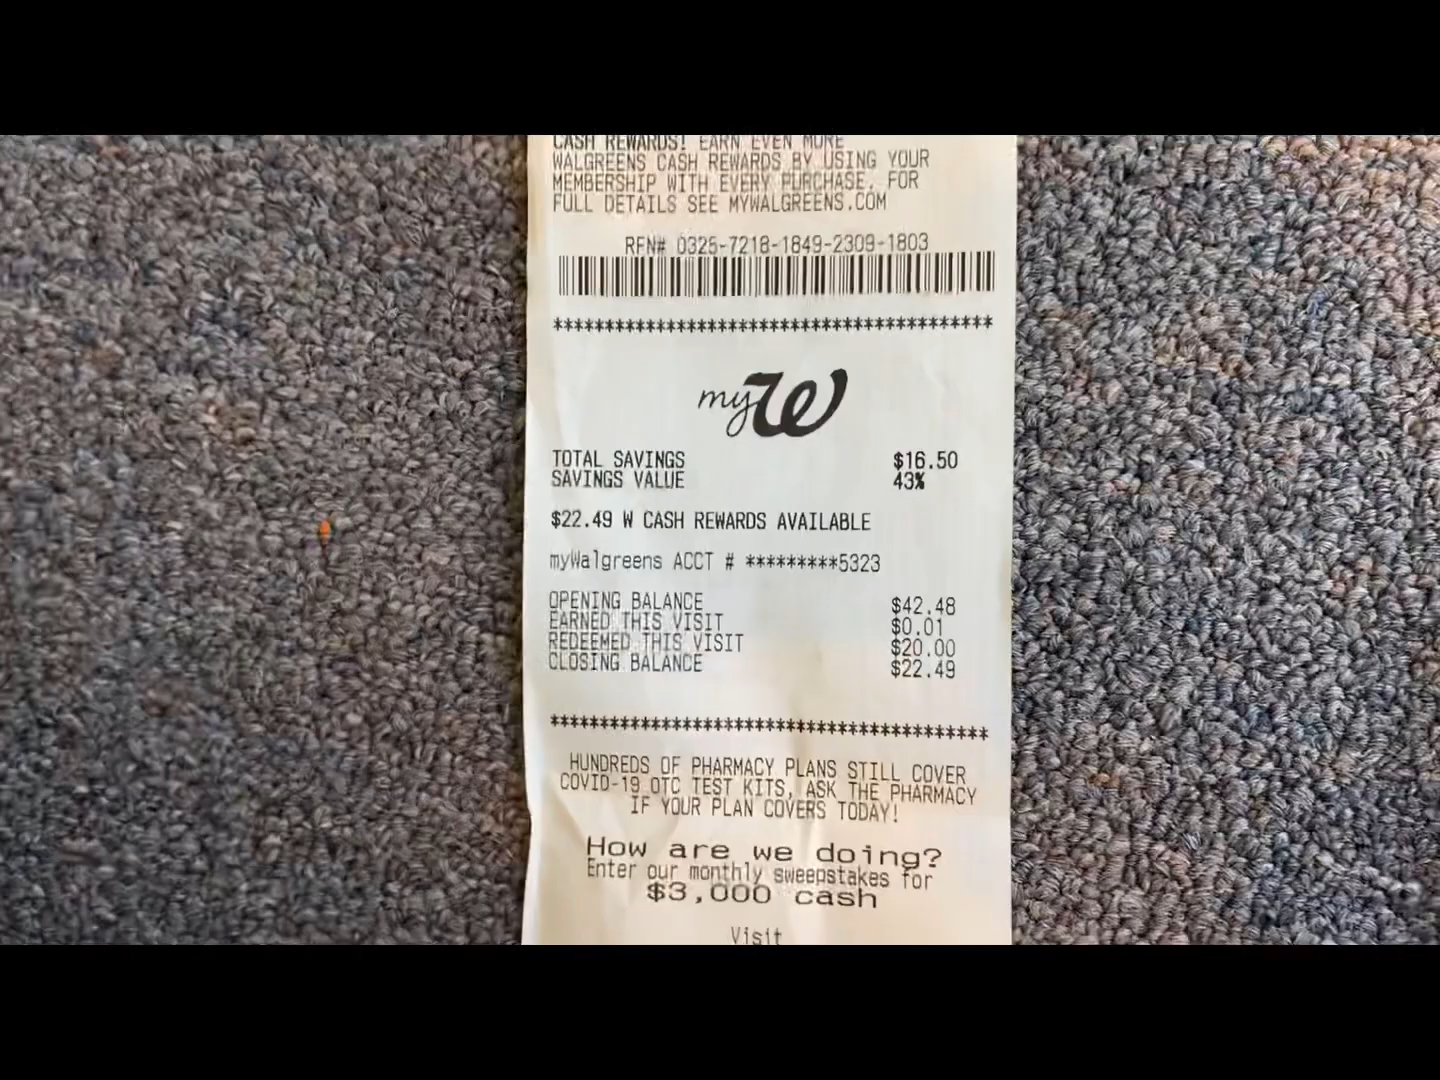 CASH REWARDS! EARN EVEN MORE
WALGREENS CASH REWARDS BY USING YOUR
MEMBERSHIP WITH EVERY PURCHASE. FOR
FULL DETAILS SEE MYWALGREENS.COM
RFN# 0325-7218-1849-2309-1803
******************************************
myW
TOTAL SAVINGS $16.50
SAVINGS VALUE 43%
$22.49 W CASH REWARDS AVAILABLE
myWalgreens ACCT # *********5323
OPENING BALANCE $42.48
EARNED THIS VISIT $0.01
REDEEMED THIS VISIT $20.00
CLOSING BALANCE $22.49
******************************************
HUNDREDS OF PHARMACY PLANS STILL COVER
COVID-19 OTC TEST KITS, ASK THE PHARMACY
IF YOUR PLAN COVERS TODAY!
How are we doing?
Enter our monthly sweepstakes for
$3,000 cash
Visit